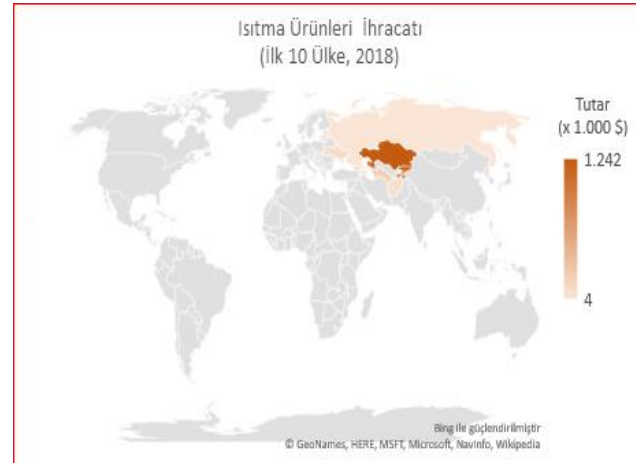 Isıtma Ürünleri İhracatı
(İlk 10 Ülke, 2018)
Tutar
(x 1.000 $)
1.242
4
Bing ile güçlendirilmiştir
© GeoNames, HERE, MSFT, Microsoft, NavInfo, Wikipedia